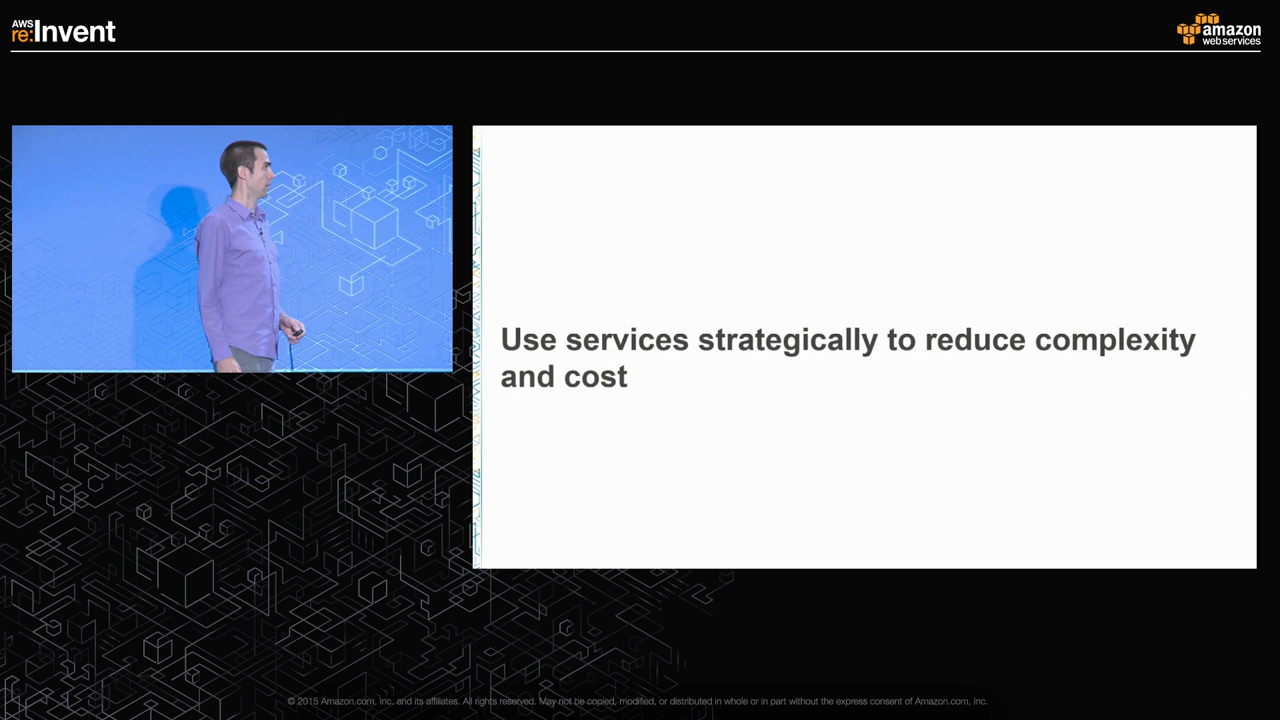 AWS
re:Invent
amazon
webservices
Use services strategically to reduce complexity
and cost
© 2015 Amazon.com, Inc. and its affiliates. All rights reserved. May not be copied, modified, or distributed in whole or in part without the express consent of Amazon.com, Inc.